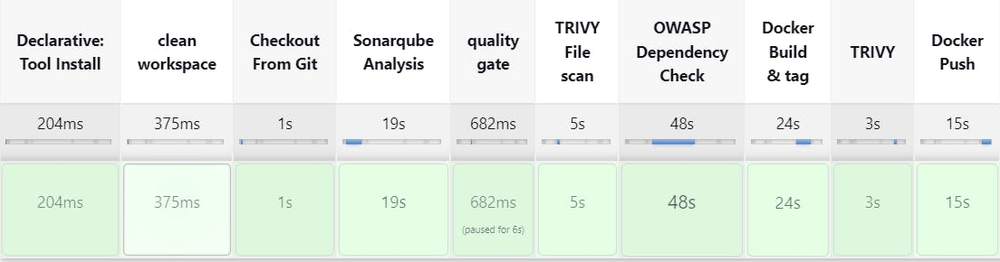 Declarative:
Tool Install
clean
workspace
Checkout
From Git
Sonarqube
Analysis
quality
gate
TRIVY
File
scan
OWASP
Dependency
Check
Docker
Build
& tag
TRIVY
Docker
Push
204ms
375ms
1s
19s
682ms
5s
48s
24s
3s
15s
204ms
375ms
1s
19s
682ms
(paused for 6s)
5s
48s
24s
3s
15s